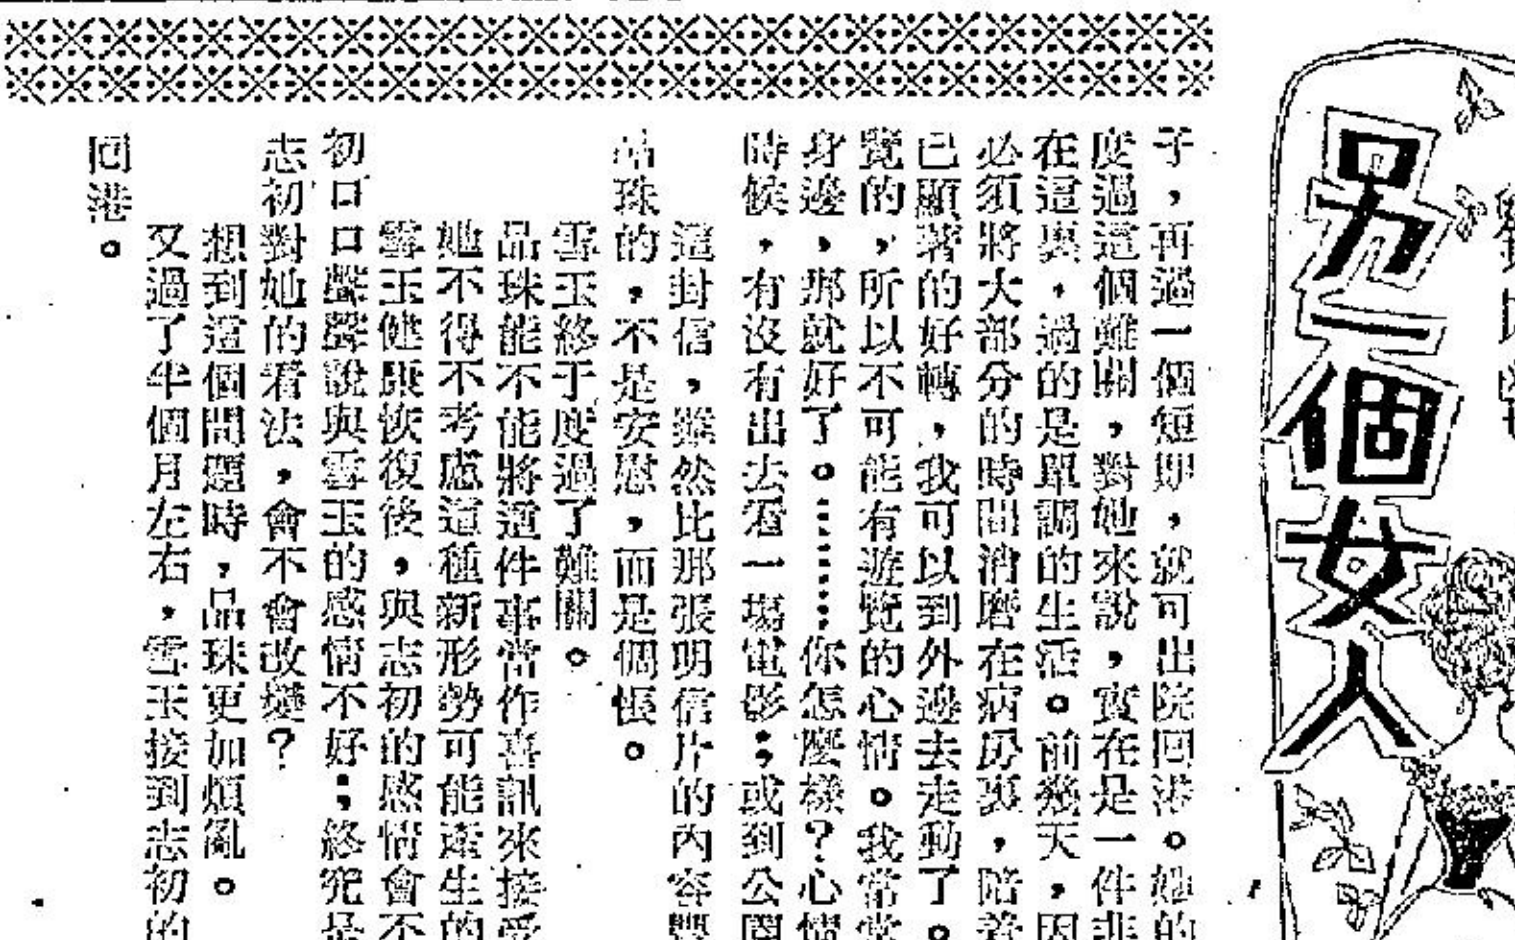 另一個女人
子，再過一個短期，就可出院回港。她的
度過這個難關，對她來說，實在是一件非
在這裏，過的是單調的生活。前幾天，因
必須將大部分的時間消磨在病房裏，陪着
已顯著的好轉，我可以到外邊去走動了。
覽的，所以不可能有遊覽的心情。我常常
身邊，那就好了。⋯⋯⋯你怎麼樣？心情
時候，有沒有出去看一場電影；或到公園
這封信，雖然比那張明信片的內容豐
品珠的，不是安慰，而是惆悵。
雪玉終于度過了難關。
品珠能不能將這件事當作喜訊來接受
她不得不考慮這種新形勢可能產生的
雪玉健康恢復後，與志初的感情會不
初口口聲聲說與雪玉的感情不好；終究是
志初對她的看法，會不會改變？
想到這個問題時，品珠更加煩亂。
又過了半個月左右，雪玉接到志初的
回港。